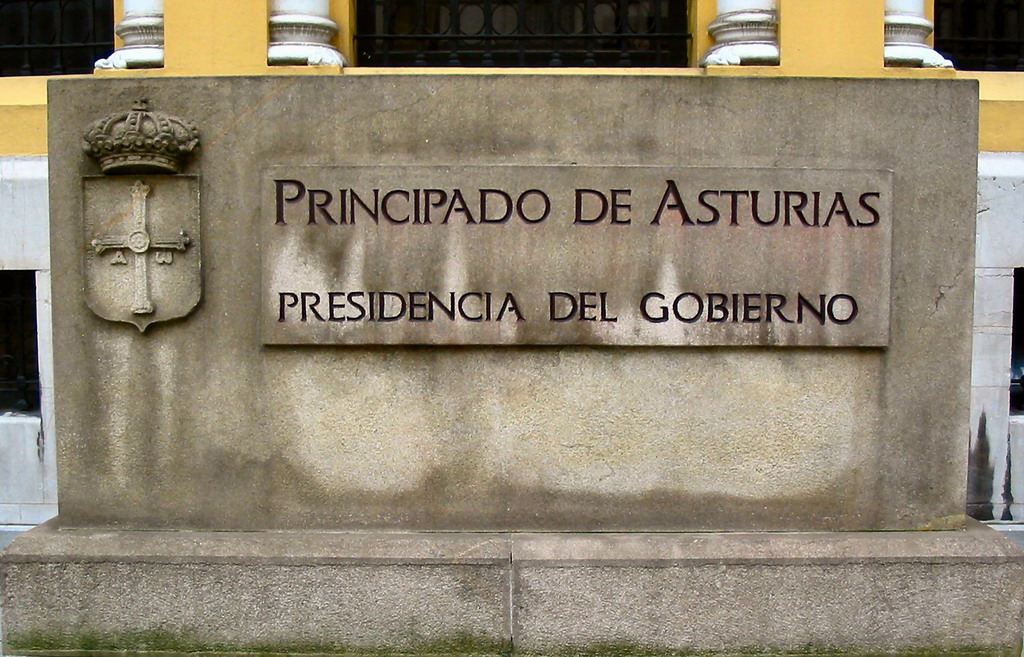 A W
PRINCIPADO DE ASTURIAS
PRESIDENCIA DEL GOBIERNO